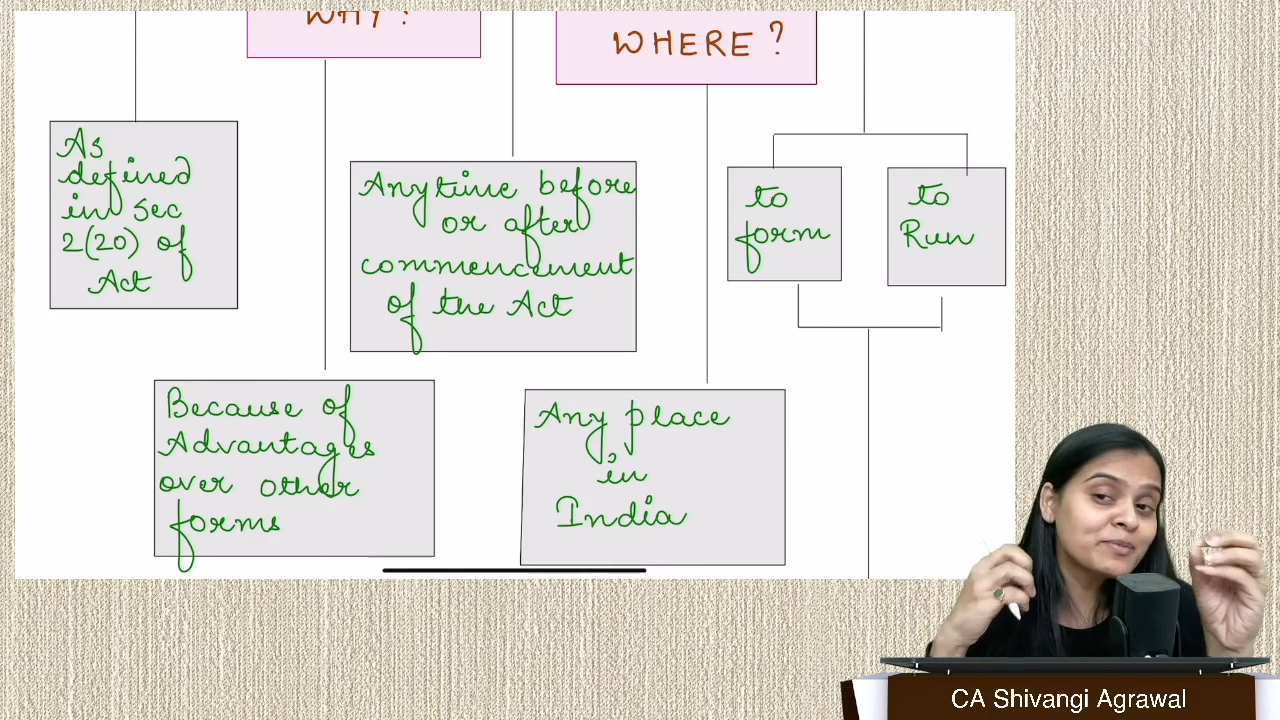 WHY?
WHERE?
As
defined
in sec
2(20) of
Act
Anytime before
or after
commencement
of the Act
to
form
to
Run
Because of
Advantages
over other
forms
Any place
in
India
CA Shivangi Agrawal